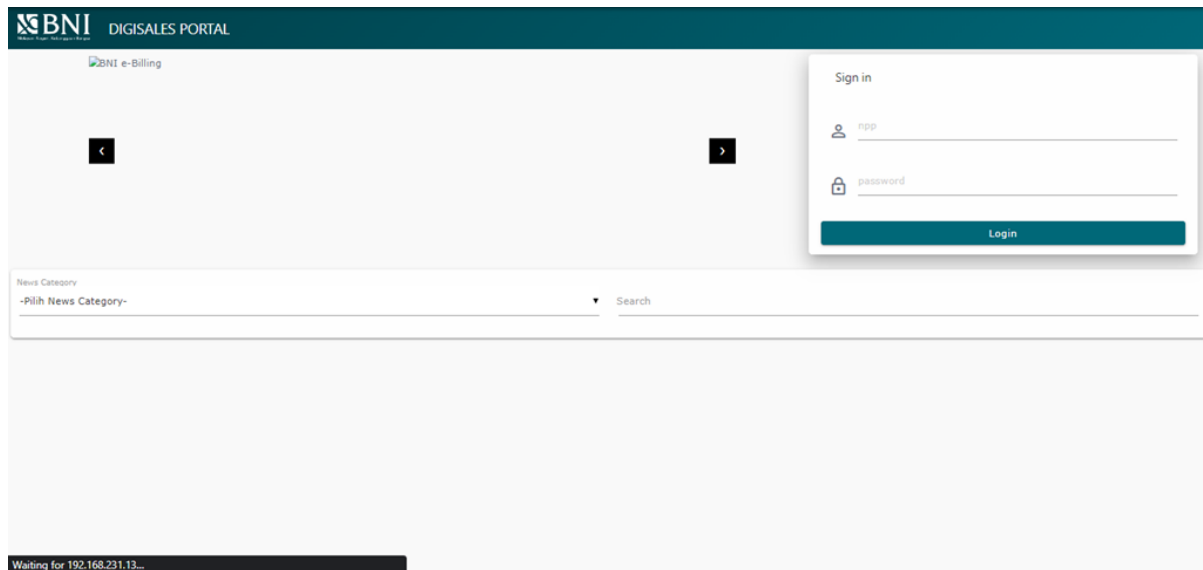 BNI DIGISALES PORTAL
BNI e-Billing
Sign in
npp
password
Login
News Category
-Pilih News Category-
Search
Waiting for 192.168.231.13...